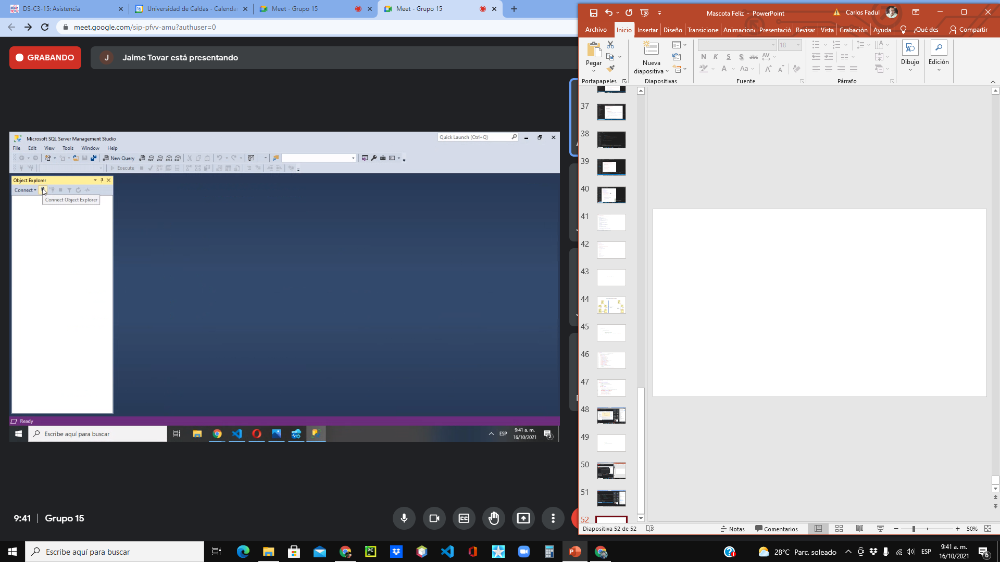 DS-C3-15: Asistencia
Universidad de Caldas - Calendar
Meet - Grupo 15
Meet - Grupo 15
meet.google.com/sip-pfvv-amu?authuser=0
GRABANDO
J
Jaime Tovar está presentando
Microsoft SQL Server Management Studio
Quick Launch (Ctrl+Q)
File Edit View Tools Window Help
New Query
Execute
Object Explorer
Connect
Connect Object Explorer
Ready
Escribe aquí para buscar
ESP
9:41 a. m.
16/10/2021
2
9:41 | Grupo 15
Mascota Feliz - PowerPoint
Carlos Fadul
Archivo Inicio Insertar Diseño Transicione Animacion Presentació Revisar Vista Grabación Ayuda ¿Qué des Compartir
Pegar
Portapapeles
Nueva
diapositiva
Diapositivas
18
N K S S abc AV
A Aa A A
Fuente
Párrafo
Dibujo
Edición
37
38
39
40
41
42
43
44
45
46
47
48
49
50
51
52
Diapositiva 52 de 52
Notas
Comentarios
50%
Escribe aquí para buscar
28°C Parc. soleado
ESP
9:41 a. m.
16/10/2021
6